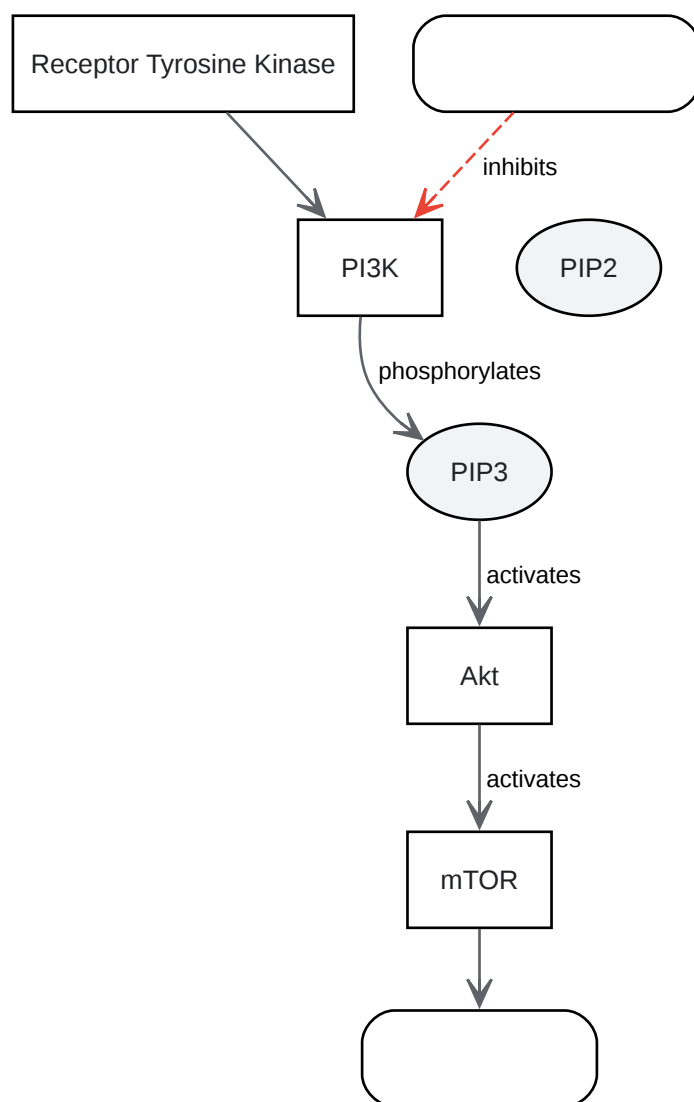 Receptor Tyrosine Kinase
inhibits
PI3K
PIP2
phosphorylates
PIP3
activates
Akt
activates
mTOR